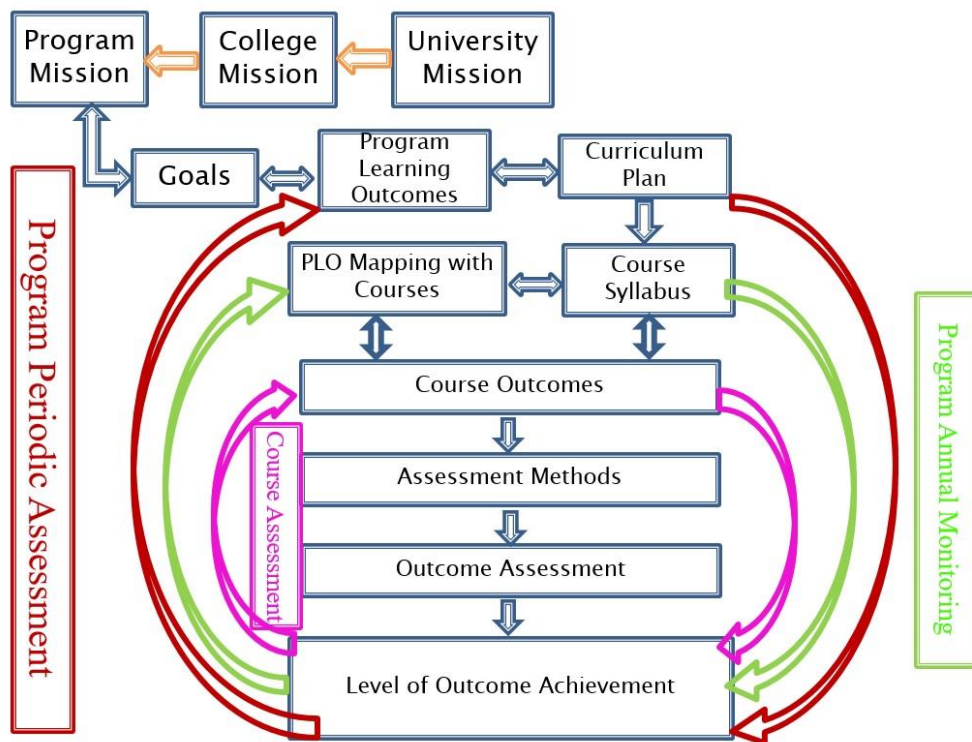 Program
Mission
College
Mission
University
Mission
Goals
Program
Learning
Outcomes
Curriculum
Plan
PLO Mapping with
Courses
Course
Syllabus
Course Outcomes
Assessment Methods
Outcome Assessment
Level of Outcome Achievement
Program Periodic Assessment
Course Assessment
Program Annual Monitoring